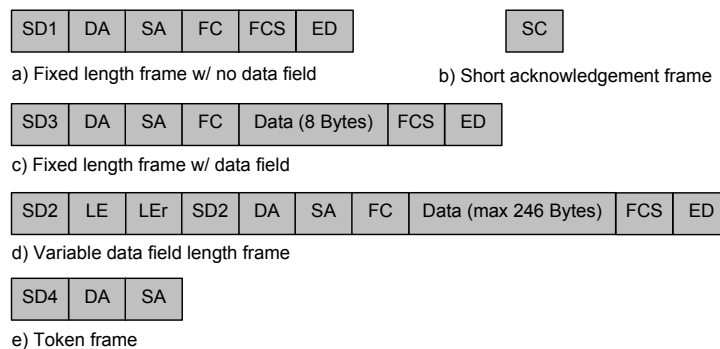 SD1 DA SA FC FCS ED
SC
a) Fixed length frame w/ no data field
b) Short acknowledgement frame
SD3 DA SA FC Data (8 Bytes) FCS ED
c) Fixed length frame w/ data field
SD2 LE LEr SD2 DA SA FC Data (max 246 Bytes) FCS ED
d) Variable data field length frame
SD4 DA SA
e) Token frame